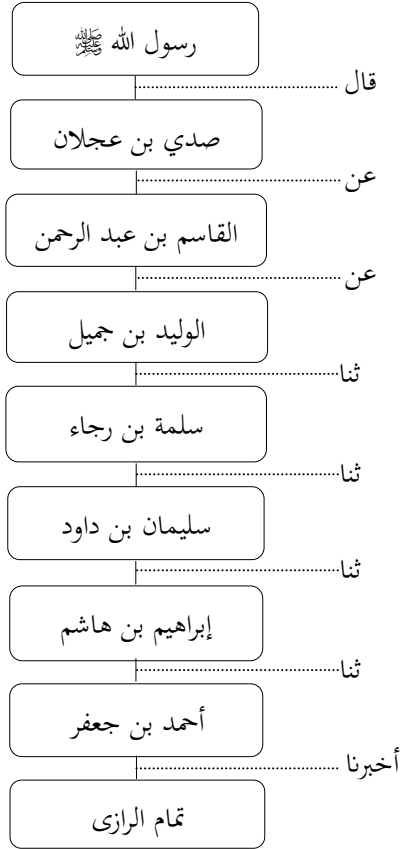 رسول الله ﷺ
قال
صدي بن عجلان
عن
القاسم بن عبد الرحمن
عن
الوليد بن جميل
ثنا
سلمة بن رجاء
ثنا
سليمان بن داود
ثنا
إبراهيم بن هاشم
ثنا
أحمد بن جعفر
أخبرنا
تمام الرازى